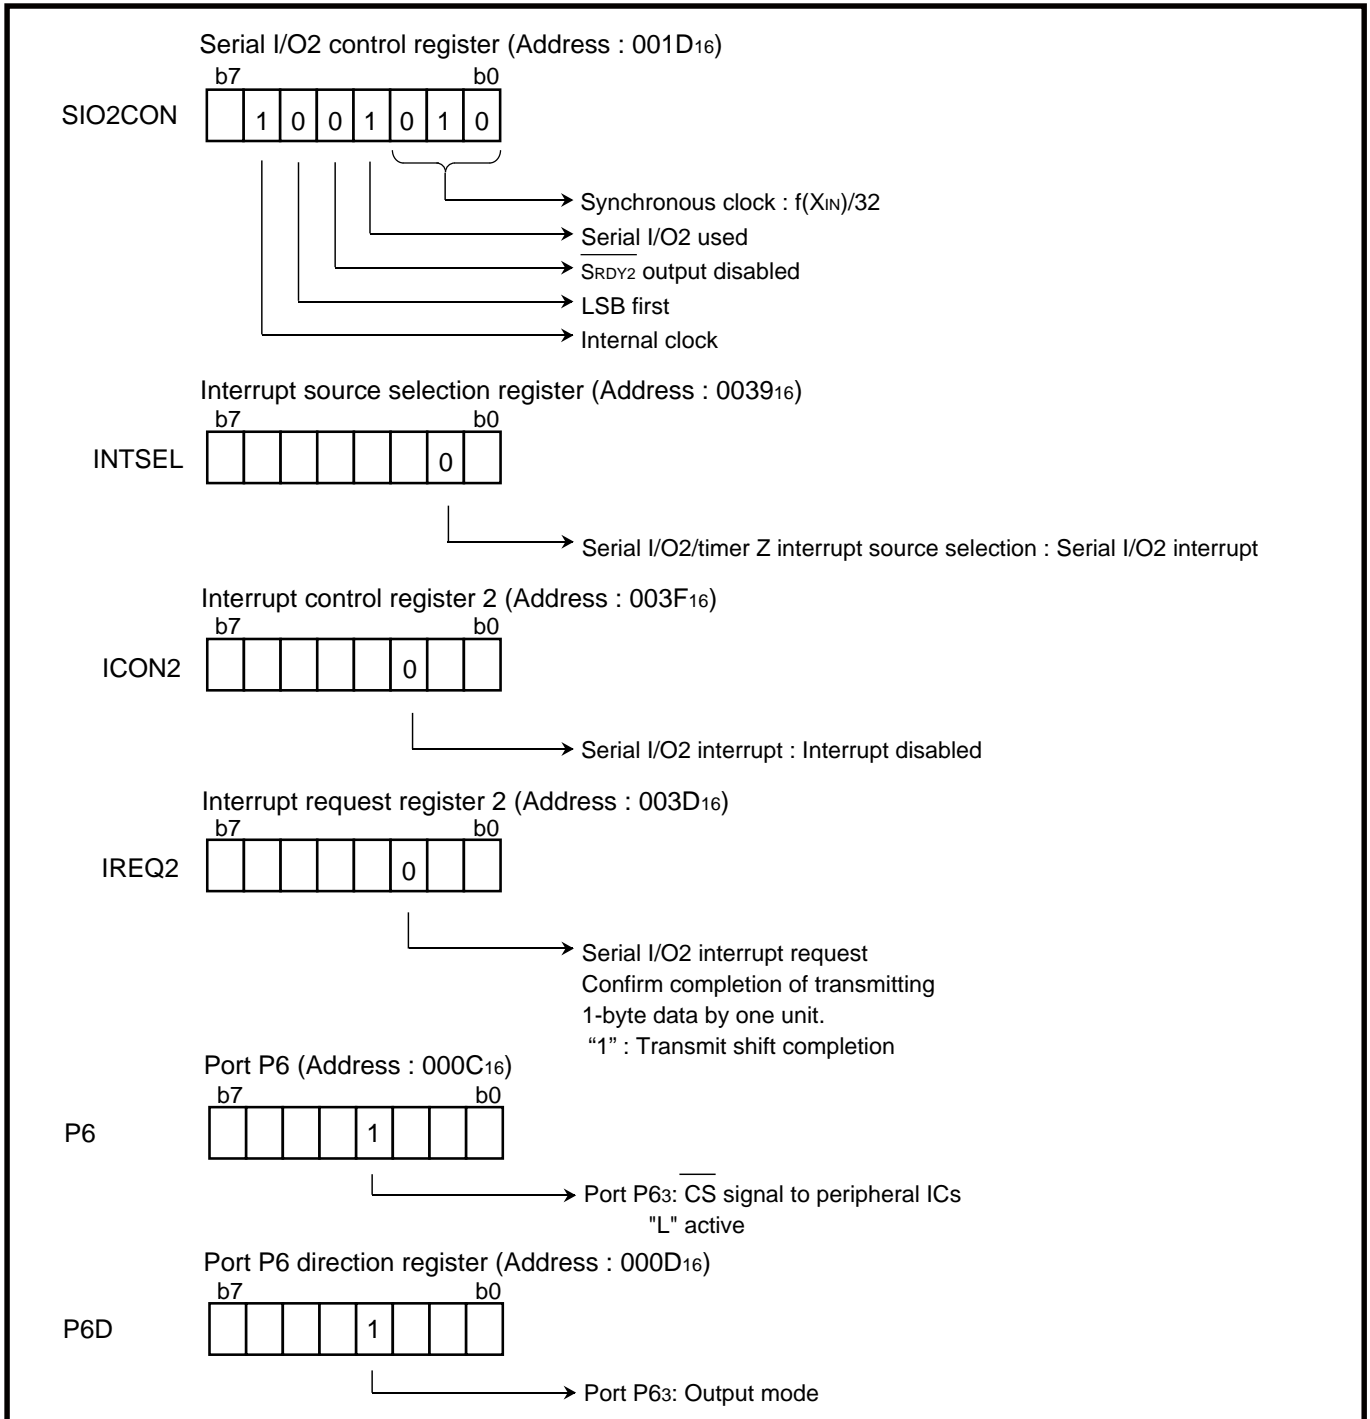 Serial I/O2 control register (Address : 001D16)
b7 b0
SIO2CON 1 0 0 1 0 1 0
Synchronous clock : f(XIN)/32
Serial I/O2 used
SRDY2 output disabled
LSB first
Internal clock
Interrupt source selection register (Address : 003916)
b7 b0
INTSEL 0
Serial I/O2/timer Z interrupt source selection : Serial I/O2 interrupt
Interrupt control register 2 (Address : 003F16)
b7 b0
ICON2 0
Serial I/O2 interrupt : Interrupt disabled
Interrupt request register 2 (Address : 003D16)
b7 b0
IREQ2 0
Serial I/O2 interrupt request
Confirm completion of transmitting
1-byte data by one unit.
“1” : Transmit shift completion
Port P6 (Address : 000C16)
b7 b0
P6 1
Port P63: CS signal to peripheral ICs
"L" active
Port P6 direction register (Address : 000D16)
b7 b0
P6D 1
Port P63: Output mode